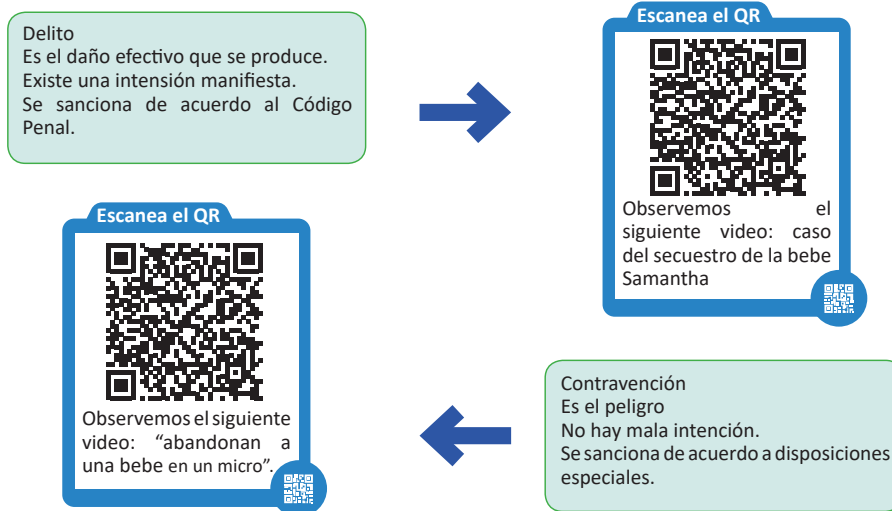 Delito
Es el daño efectivo que se produce.
Existe una intensión manifiesta.
Se sanciona de acuerdo al Código
Penal.
Escanea el QR
Observemos el
siguiente video: caso
del secuestro de la bebe
Samantha
Escanea el QR
Observemos el siguiente
video: “abandonan a
una bebe en un micro”.
Contravención
Es el peligro
No hay mala intención.
Se sanciona de acuerdo a disposiciones
especiales.